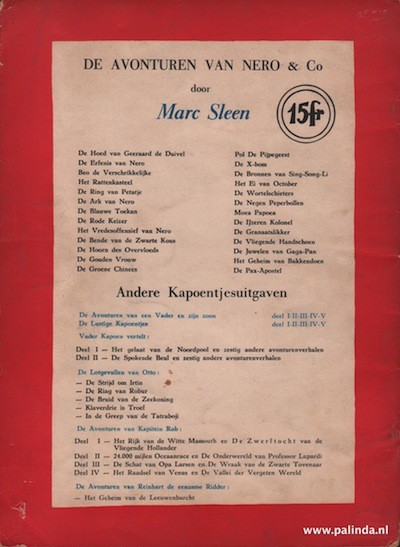 DE AVONTUREN VAN NERO & Co
door
Marc Sleen
15fr
De Hoed van Geeraard de Duivel
De Erfenis van Nero
Beo de Verschrikkelijke
Het Rattenkasteel
De Ring van Petatje
De Ark van Nero
De Blauwe Toekan
De Rode Keizer
Het Vredesoffensief van Nero
De Bende van de Zwarte Kous
De Hoorn des Overvloeds
De Gouden Vrouw
De Groene Chinees
Pol De Pijpegeest
De X-bom
De Bronnen van Sing-Song-Li
Het Ei van October
De Wortelschieters
De Negen Peperbollen
Moea Papoea
De IJzeren Kolonel
De Granaatslikker
De Vliegende Handschoen
De Juwelen van Gaga-Pan
Het Geheim van Bakkendoen
De Pax-Apostel
Andere Kapoentjesuitgaven
De Avonturen van een Vader en zijn zoon deel I-II-III-IV-V
De Lustige Kapoentjes deel I-II-III-IV-V
Vader Kapoen vertelt :
Deel I — Het gelaat van de Noordpool en zestig andere avonturenverhalen
Deel II — De Spokende Beul en zestig andere avonturenverhalen
De Lotgevallen van Otto :
— De Strijd om Irtin
— De Ring van Robur
— De Bruid van de Zeekoning
— Klaverdrie is Troef
— In de Greep van de Tatraboji
De Avonturen van Kapitein Rob :
Deel I — Het Rijk van de Witte Mamouth en De Zwerftocht van de
Vliegende Hollander
Deel II — 24.000 mijlen Oceaanrace en De Onderwereld van Professor Lupardi
Deel III — De Schat van Opa Larsen en De Wraak van de Zwarte Tovenaar
Deel IV — Het Raadsel van Venus en De Vallei der Vergeten Wereld
De Avonturen van Reinhart de eenzame Ridder :
— Het Geheim van de Leeuwenburcht
www.palinda.nl